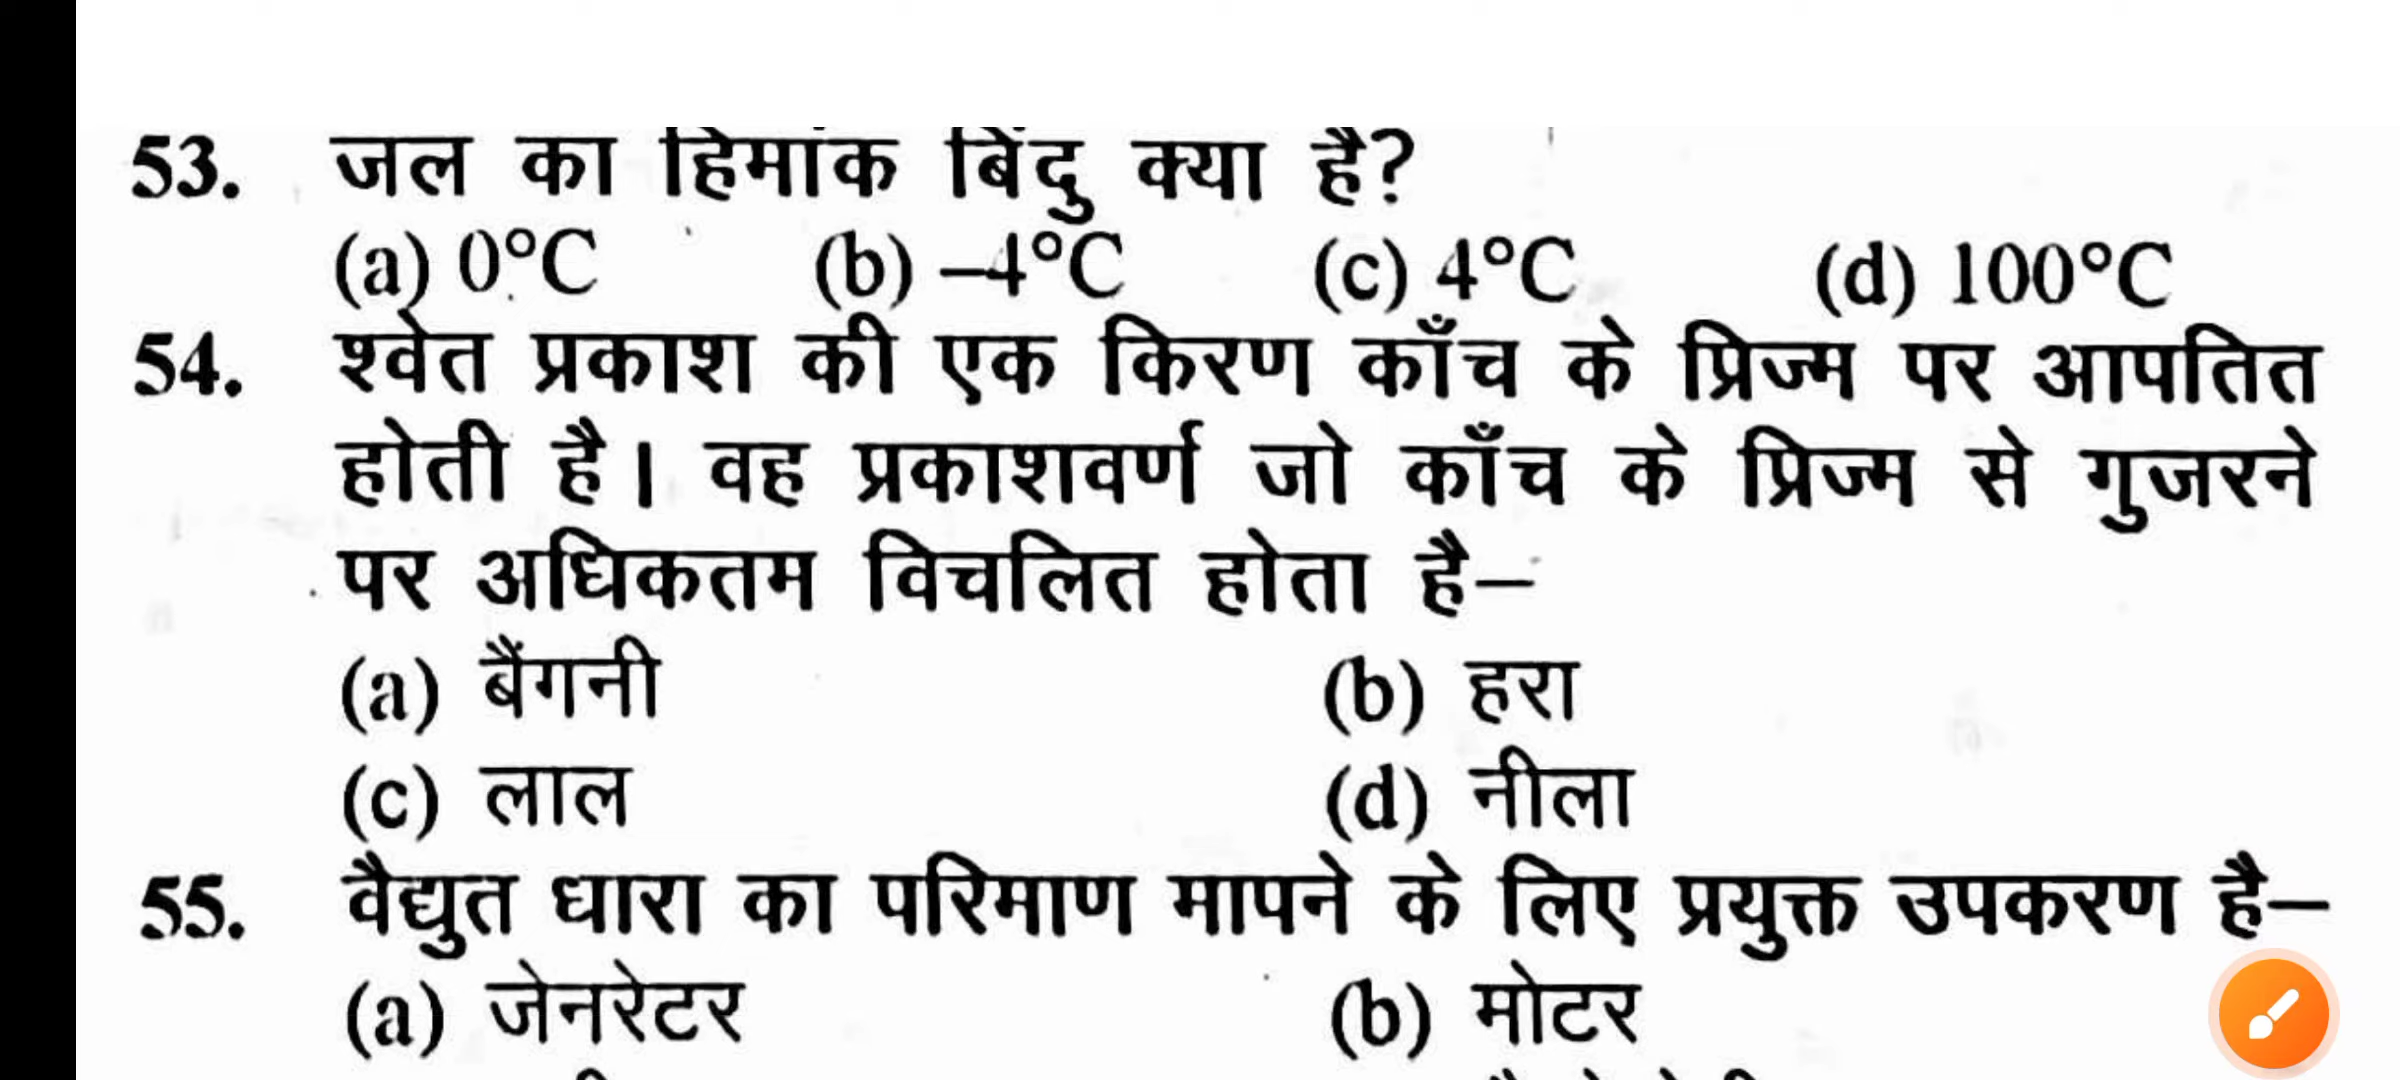 53. जल का हिमांक बिंदु क्या है?
(a) 0°C (b) –4°C (c) 4°C (d) 100°C
54. श्वेत प्रकाश की एक किरण काँच के प्रिज्म पर आपतित
होती है। वह प्रकाशवर्ण जो काँच के प्रिज्म से गुजरने
पर अधिकतम विचलित होता है–
(a) बैंगनी (b) हरा
(c) लाल (d) नीला
55. वैद्युत धारा का परिमाण मापने के लिए प्रयुक्त उपकरण है–
(a) जेनरेटर (b) मोटर